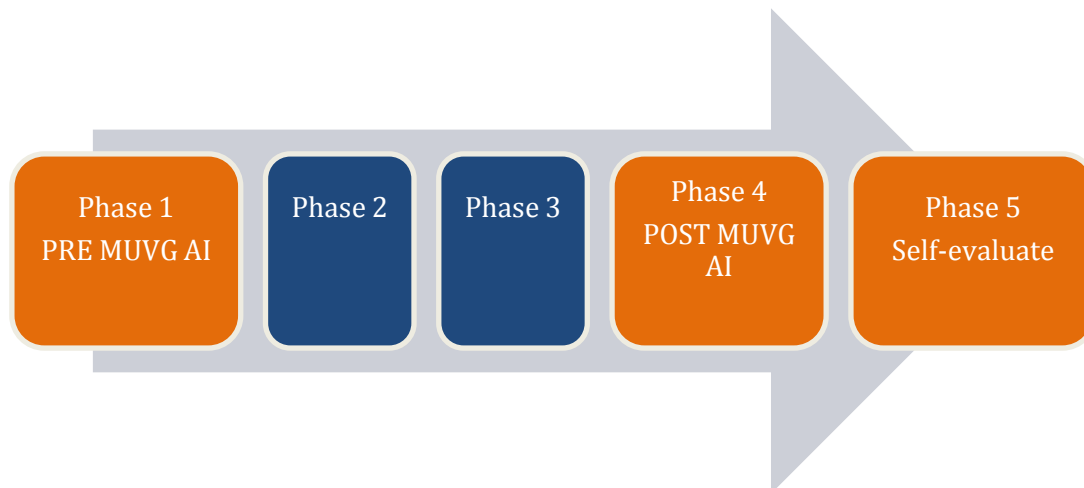 Phase 1
PRE MUVG AI
Phase 2
Phase 3
Phase 4
POST MUVG
AI
Phase 5
Self-evaluate